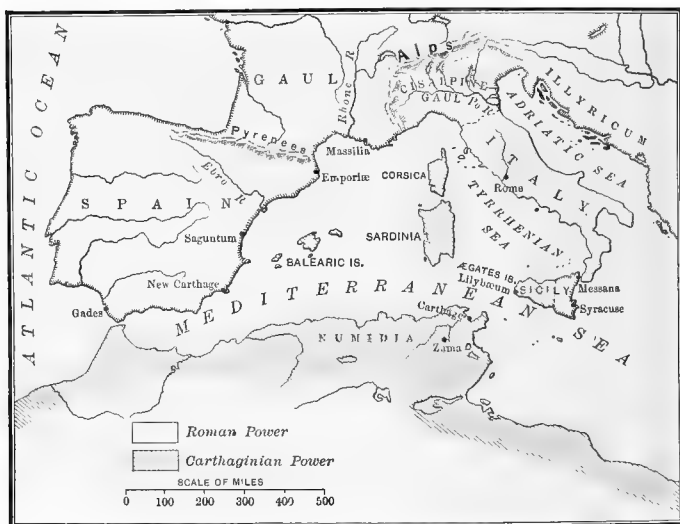 ATLANTIC OCEAN
GAUL
Rhone R
Alps
CISALPINE
GAUL
Po R
ILLYRICUM
ADRIATIC SEA
Pyrenees
Massilia
Emporiæ
ITALY
CORSICA
Rome
Ebro R
SPAIN
TYRRHENIAN
SEA
SARDINIA
Saguntum
BALEARIC IS.
ÆGATES IS.
Lilybæum
SICILY
Messana
Syracuse
New Carthage
Gades
MEDITERRANEAN SEA
Carthage
NUMIDIA
Zama
Roman Power
Carthaginian Power
SCALE OF MILES
0 100 200 300 400 500